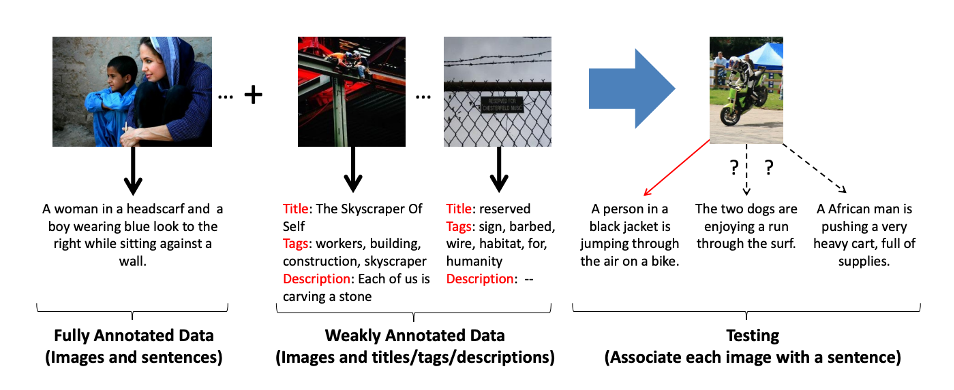 ... + ...
RESERVED FOR
? ?
A woman in a headscarf and a
boy wearing blue look to the
right while sitting against a
wall.
Title: The Skyscraper Of
Self
Tags: workers, building,
construction, skyscraper
Description: Each of us is
carving a stone
Title: reserved
Tags: sign, barbed,
wire, habitat, for,
humanity
Description: --
A person in a
black jacket is
jumping through
the air on a bike.
The two dogs are
enjoying a run
through the surf.
A African man is
pushing a very
heavy cart, full of
supplies.
Fully Annotated Data
(Images and sentences)
Weakly Annotated Data
(Images and titles/tags/descriptions)
Testing
(Associate each image with a sentence)